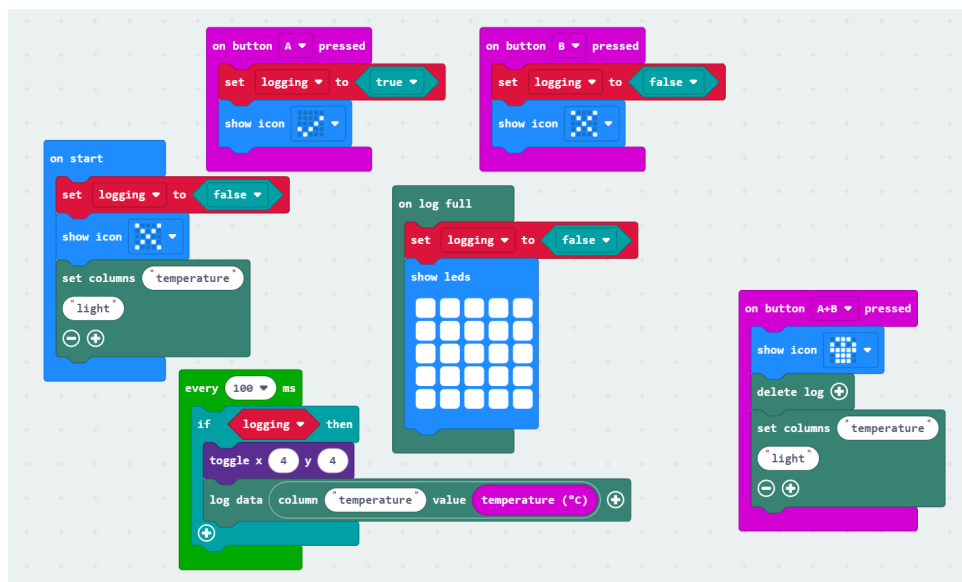 on button A pressed
set logging to true
show icon
on button B pressed
set logging to false
show icon
on start
set logging to false
show icon
set columns "temperature"
"light"
on log full
set logging to false
show leds
on button A+B pressed
show icon
delete log
set columns "temperature"
"light"
every 100 ms
if logging then
toggle x 4 y 4
log data column "temperature" value temperature (°C)